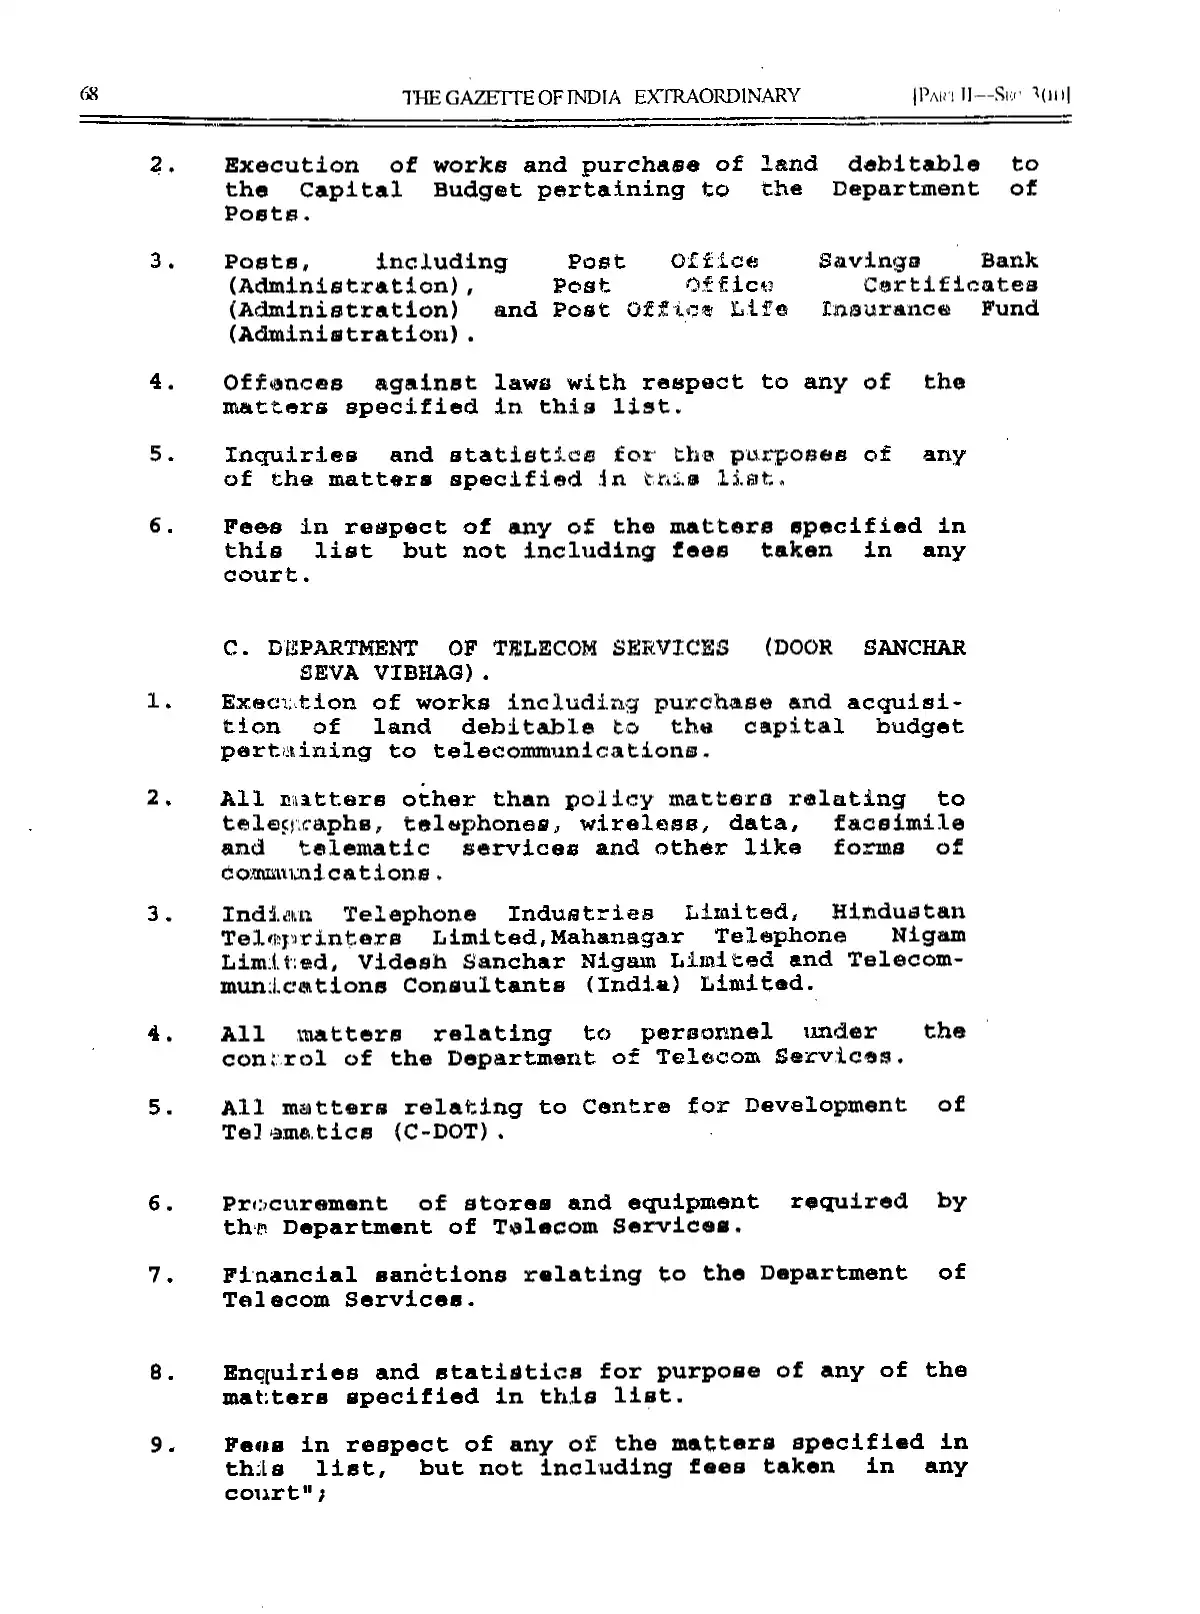 68 THE GAZETTE OF INDIA EXTRAORDINARY [PART II—SEC 3(ii)]
2. Execution of works and purchase of land debitable to
the Capital Budget pertaining to the Department of
Posts.
3. Posts, including Post Office Savings Bank
(Administration), Post Office Certificates
(Administration) and Post Office Life Insurance Fund
(Administration).
4. Offences against laws with respect to any of the
matters specified in this list.
5. Inquiries and statistics for the purposes of any
of the matters specified in this list.
6. Fees in respect of any of the matters specified in
this list but not including fees taken in any
court.
C. DEPARTMENT OF TELECOM SERVICES (DOOR SANCHAR
SEVA VIBHAG).
1. Execution of works including purchase and acquisi-
tion of land debitable to the capital budget
pertaining to telecommunications.
2. All matters other than policy matters relating to
telegraphs, telephones, wireless, data, facsimile
and telematic services and other like forms of
communications.
3. Indian Telephone Industries Limited, Hindustan
Teleprinters Limited,Mahanagar Telephone Nigam
Limited, Videsh Sanchar Nigam Limited and Telecom-
munications Consultants (India) Limited.
4. All matters relating to personnel under the
control of the Department of Telecom Services.
5. All matters relating to Centre for Development of
Telematics (C-DOT).
6. Procurement of stores and equipment required by
the Department of Telecom Services.
7. Financial sanctions relating to the Department of
Telecom Services.
8. Enquiries and statistics for purpose of any of the
matters specified in this list.
9. Fees in respect of any of the matters specified in
this list, but not including fees taken in any
court";